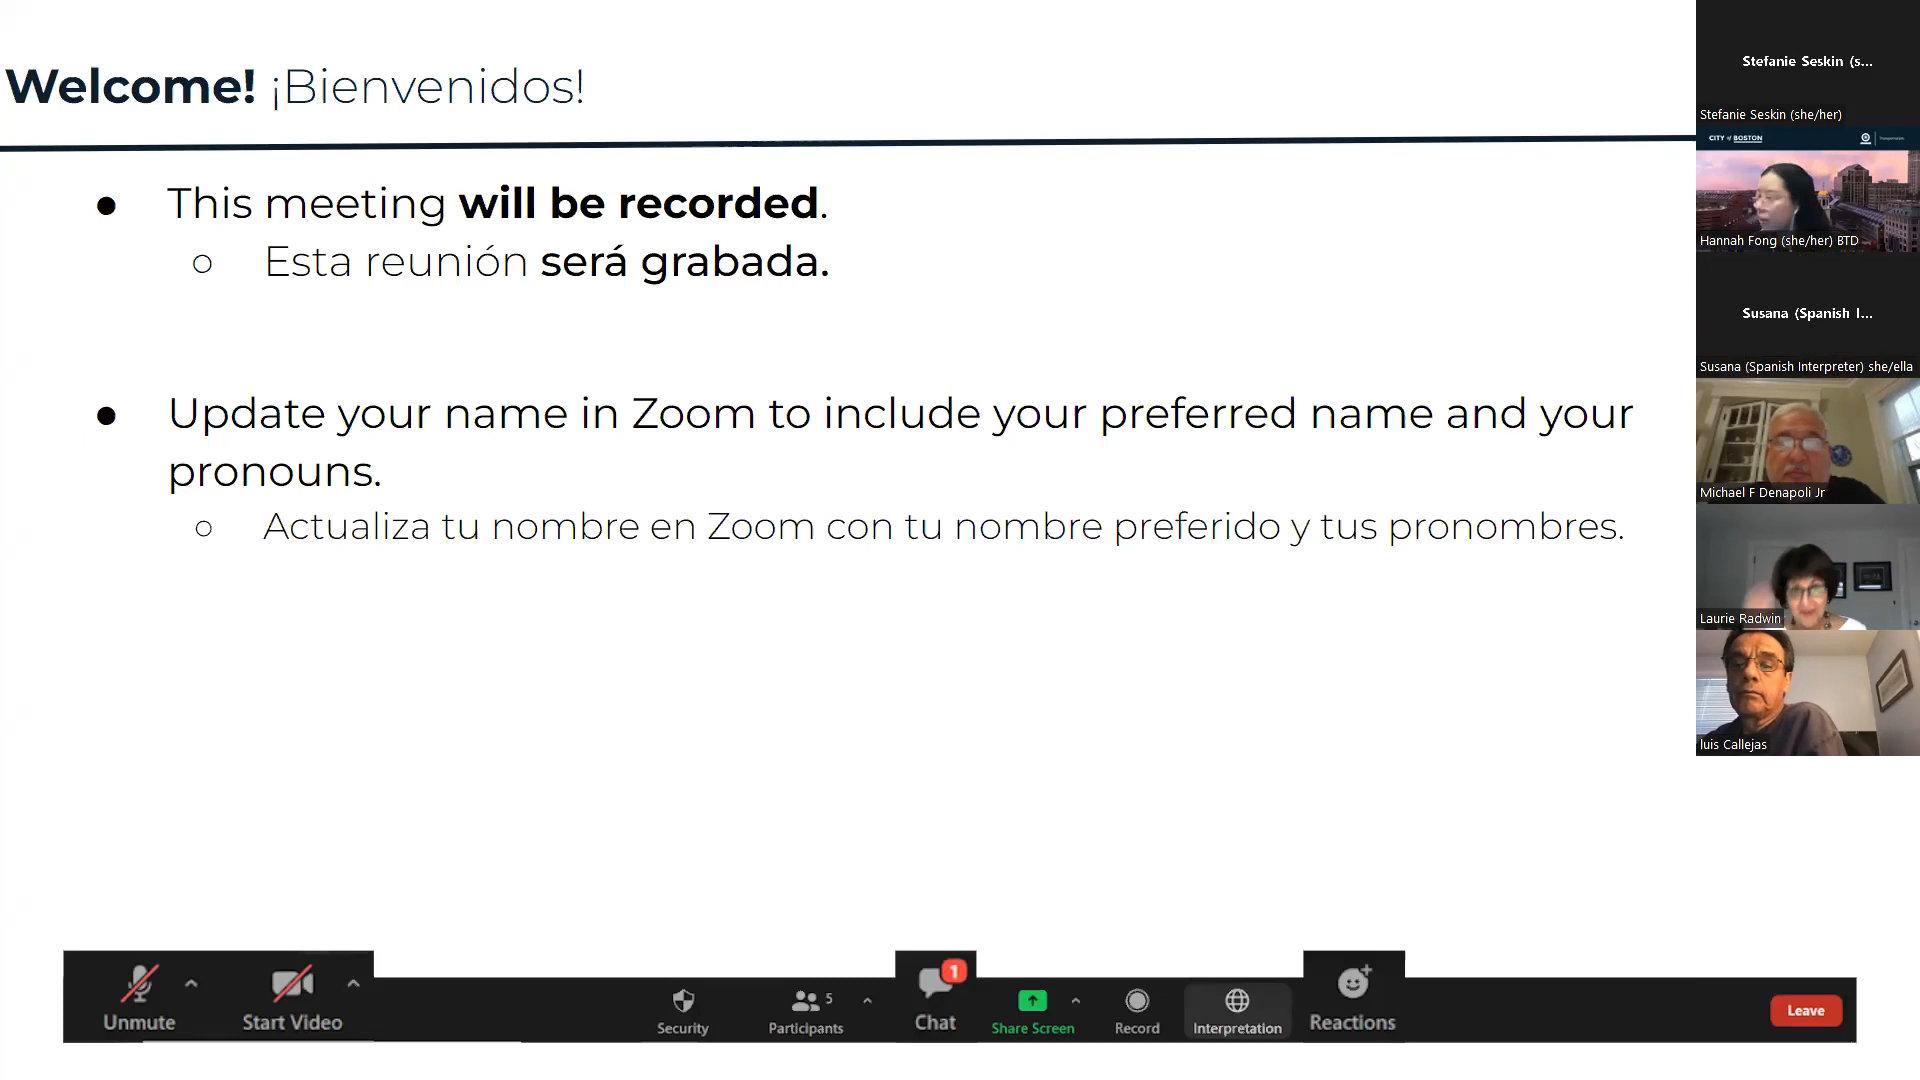 Welcome! ¡Bienvenidos!
● This meeting will be recorded.
○ Esta reunión será grabada.
● Update your name in Zoom to include your preferred name and your
pronouns.
○ Actualiza tu nombre en Zoom con tu nombre preferido y tus pronombres.
Unmute
Start Video
Security
Participants 5
Chat 1
Share Screen
Record
Interpretation
Reactions
Leave
Stefanie Seskin (s...
Stefanie Seskin (she/her)
CITY of BOSTON
Transportation
Hannah Fong (she/her) BTD
Susana (Spanish I...
Susana (Spanish Interpreter) she/ella
Michael F Denapoli Jr
Laurie Radwin
luis Callejas